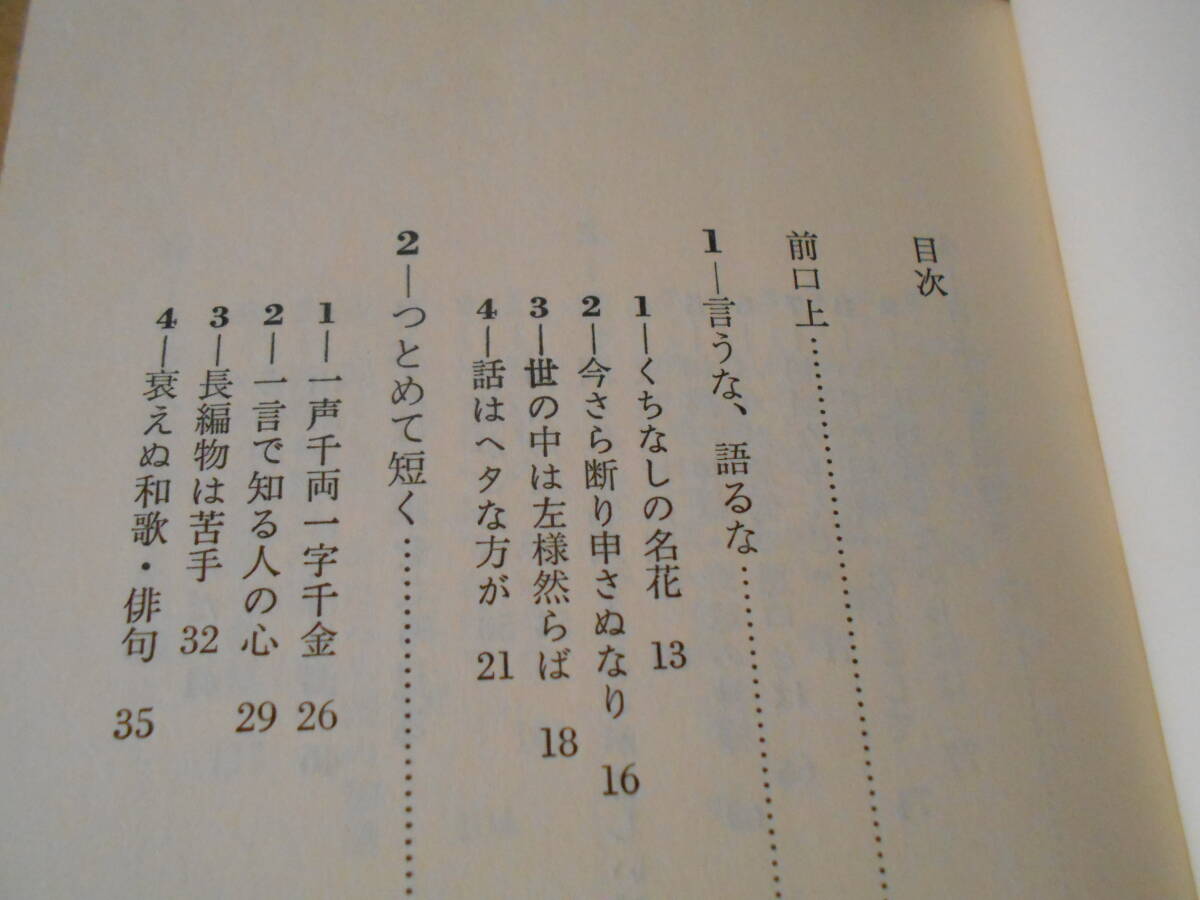 目次
前口上……………………
1―言うな、語るな……………
1―くちなしの名花 13
2―今さら断り申さぬなり 16
3―世の中は左様然らば 18
4―話はヘタな方が 21
2―つとめて短く………………
1―一声千両一字千金 26
2―一言で知る人の心 29
3―長編物は苦手 32
4―衰えぬ和歌・俳句 35